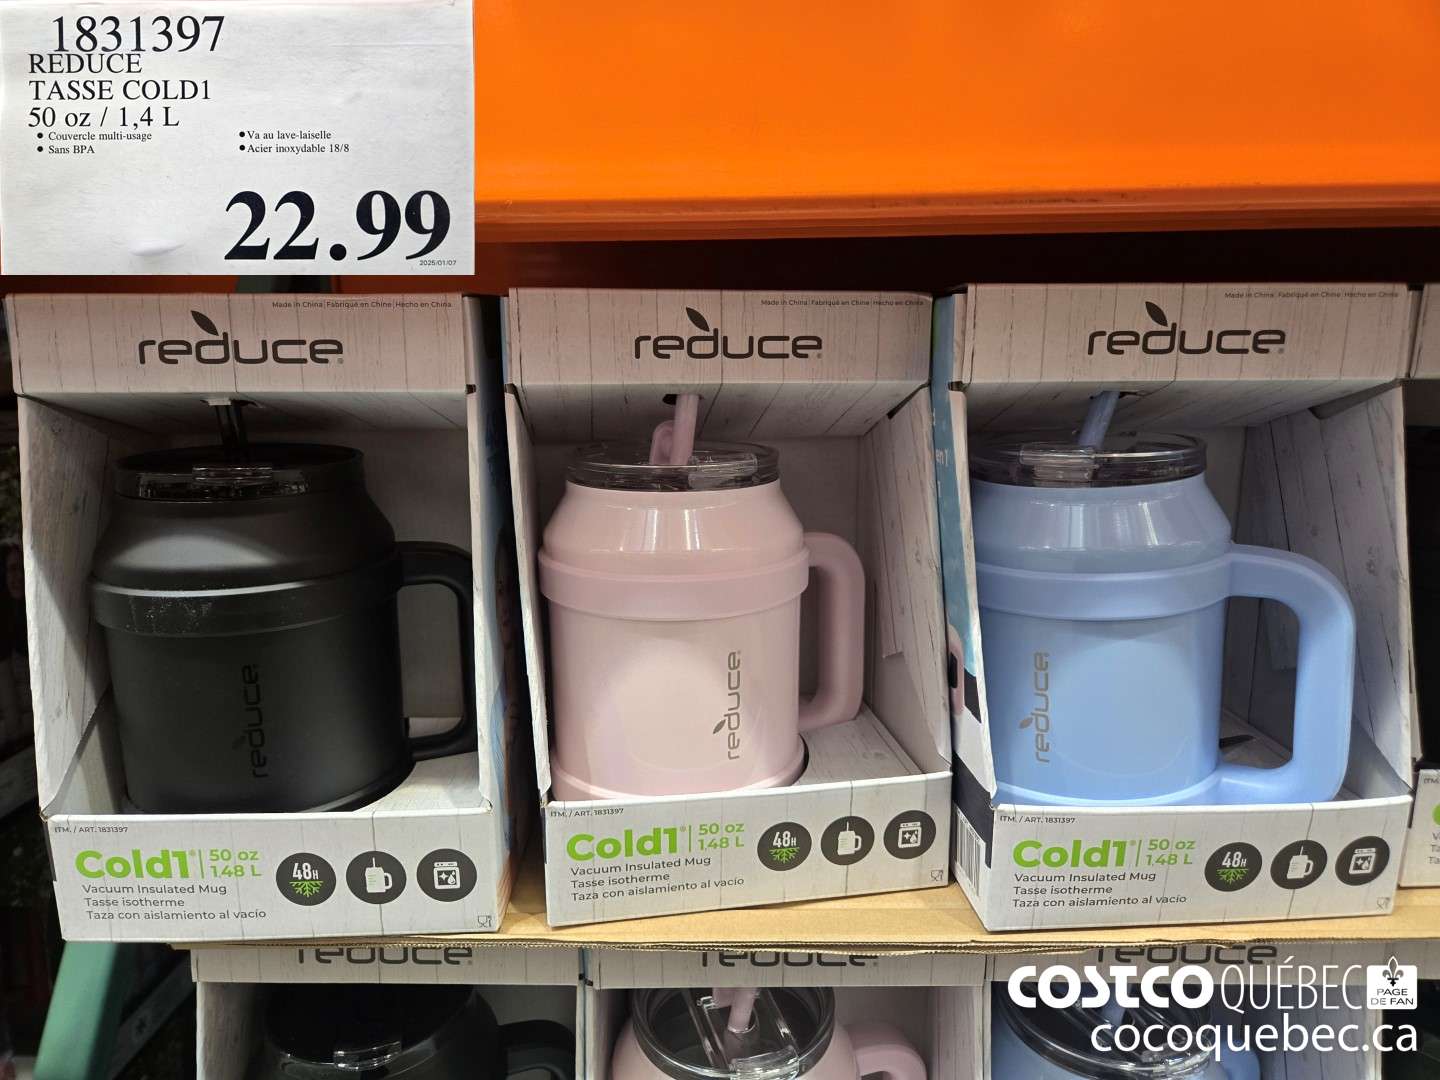 1831397
REDUCE
TASSE COLD1
50 oz / 1,4 L
• Couvercle multi-usage
• Sans BPA
• Va au lave-laiselle
• Acier inoxydable 18/8
22.99
2025/01/07
Made in China | Fabriqué en Chine | Hecho en China
reduce
reduce
ITM. / ART. 1831397
Cold1 | 50 oz 1.48 L
48H
Vacuum Insulated Mug
Tasse isotherme
Taza con aislamiento al vacío
Made in China | Fabriqué en Chine | Hecho en China
reduce
reduce
ITM. / ART. 1831397
Cold1 | 50 oz 1.48 L
48H
Vacuum Insulated Mug
Tasse isotherme
Taza con aislamiento al vacío
Made in China | Fabriqué en Chine | Hecho en China
reduce
reduce
ITM. / ART. 1831397
Cold1 | 50 oz 1.48 L
48H
Vacuum Insulated Mug
Tasse isotherme
Taza con aislamiento al vacío
reduce
reduce
reduce
COSTCO QUÉBEC
PAGE DE FAN
cocoquebec.ca